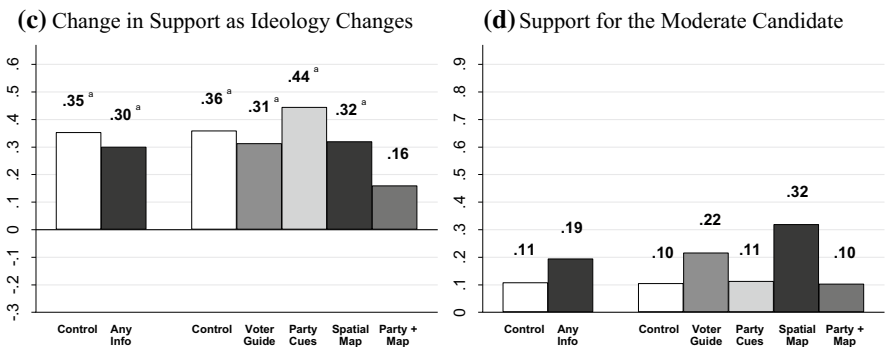 (c) Change in Support as Ideology Changes
.6
.5
.4
.3
.2
.1
0
-.1
-.2
-.3
.35 a
.30 a
.36 a
.31 a
.44 a
.32 a
.16
Control
Any
Info
Control
Voter
Guide
Party
Cues
Spatial
Map
Party +
Map
(d) Support for the Moderate Candidate
.9
.8
.7
.6
.5
.4
.3
.2
.1
0
.11
.19
.10
.22
.11
.32
.10
Control
Any
Info
Control
Voter
Guide
Party
Cues
Spatial
Map
Party +
Map